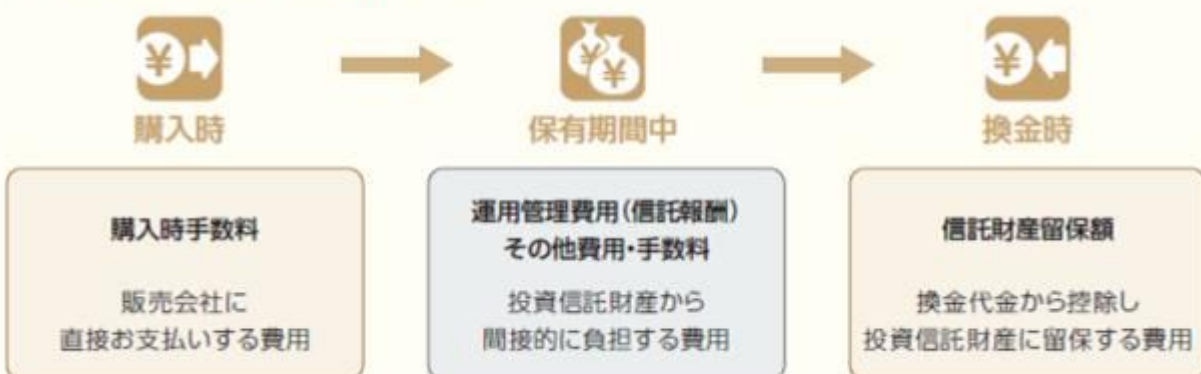 ¥
¥
¥
¥
購入時
保有期間中
換金時
購入時手数料
販売会社に
直接お支払いする費用
運用管理費用(信託報酬)
その他費用・手数料
投資信託財産から
間接的に負担する費用
信託財産留保額
換金代金から控除し
投資信託財産に留保する費用